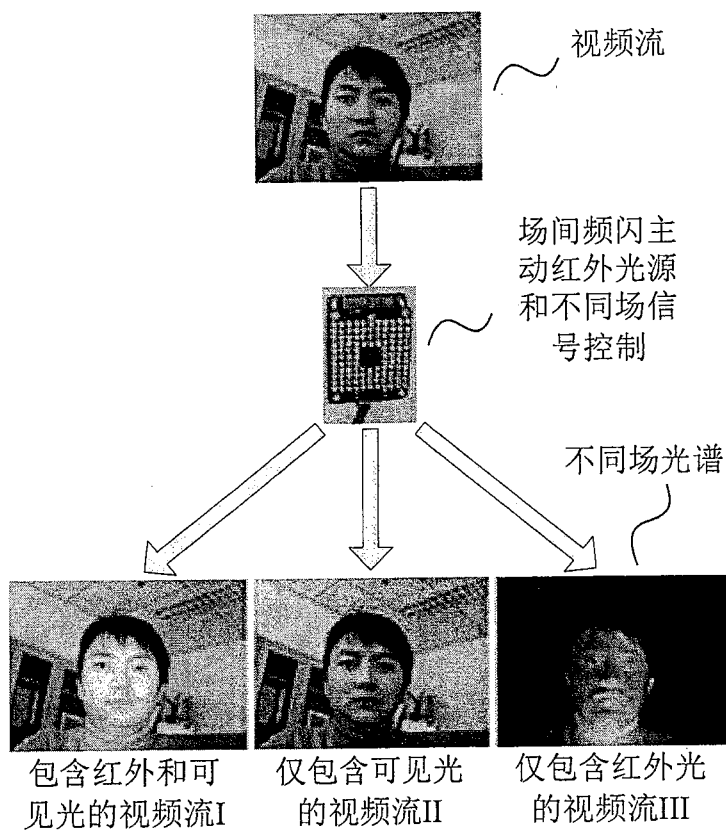 视频流
场间频闪主
动红外光源
和不同场信
号控制
不同场光谱
包含红外和可
见光的视频流I
仅包含可见光
的视频流II
仅包含红外光
的视频流III